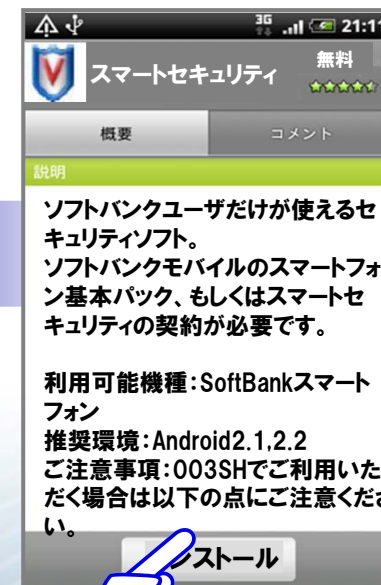 3G 21:11
スマートセキュリティ
無料
概要
コメント
説明
ソフトバンクユーザだけが使えるセ
キュリティソフト。
ソフトバンクモバイルのスマートフォ
ン基本パック、もしくはスマートセ
キュリティの契約が必要です。
利用可能機種：SoftBankスマート
フォン
推奨環境：Android2.1,2.2
ご注意事項：003SHでご利用いた
だく場合は以下の点にご注意くださ
い。
ンストール